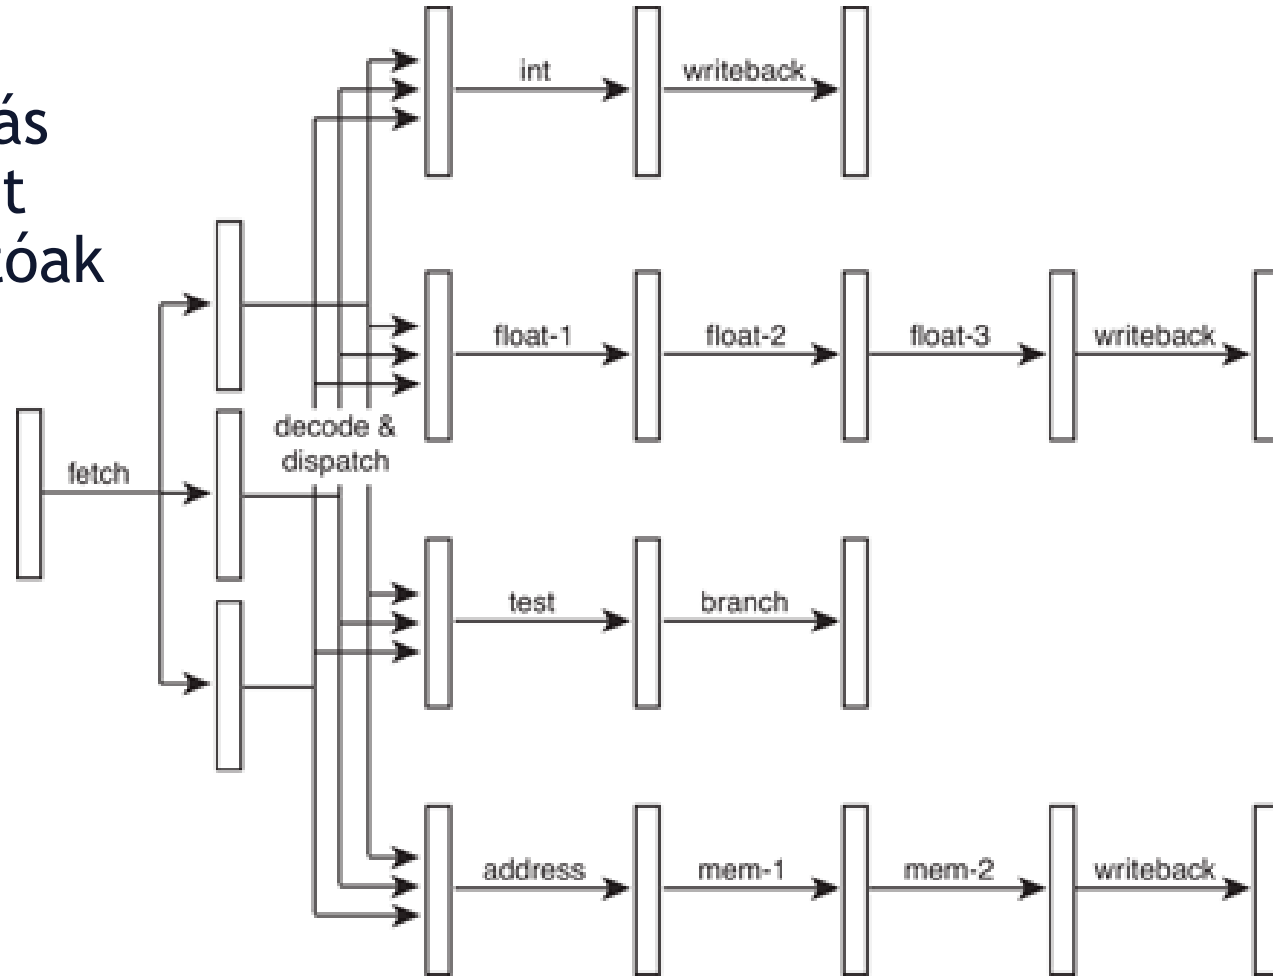 ás
t
óak
int
writeback
float-1
float-2
float-3
writeback
decode &
dispatch
fetch
test
branch
address
mem-1
mem-2
writeback